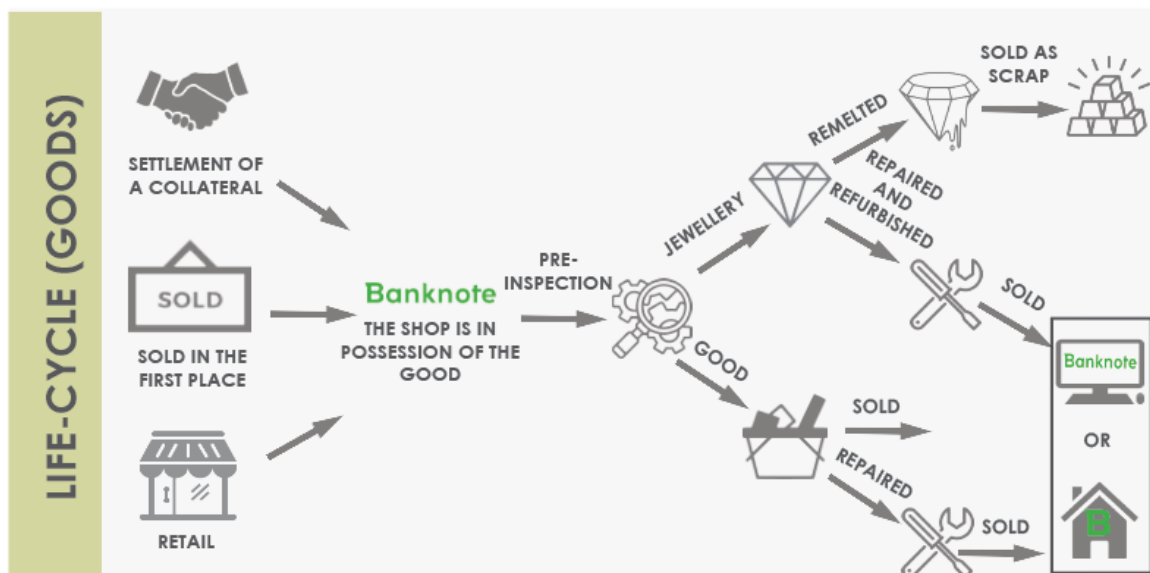 LIFE-CYCLE (GOODS)
SETTLEMENT OF
A COLLATERAL
SOLD
SOLD IN THE
FIRST PLACE
RETAIL
Banknote
THE SHOP IS IN
POSSESSION OF THE
GOOD
PRE-
INSPECTION
JEWELLERY
REMELTED
SOLD AS
SCRAP
REPAIRED
AND
REFURBISHED
SOLD
GOOD
SOLD
REPAIRED
SOLD
Banknote
OR
B